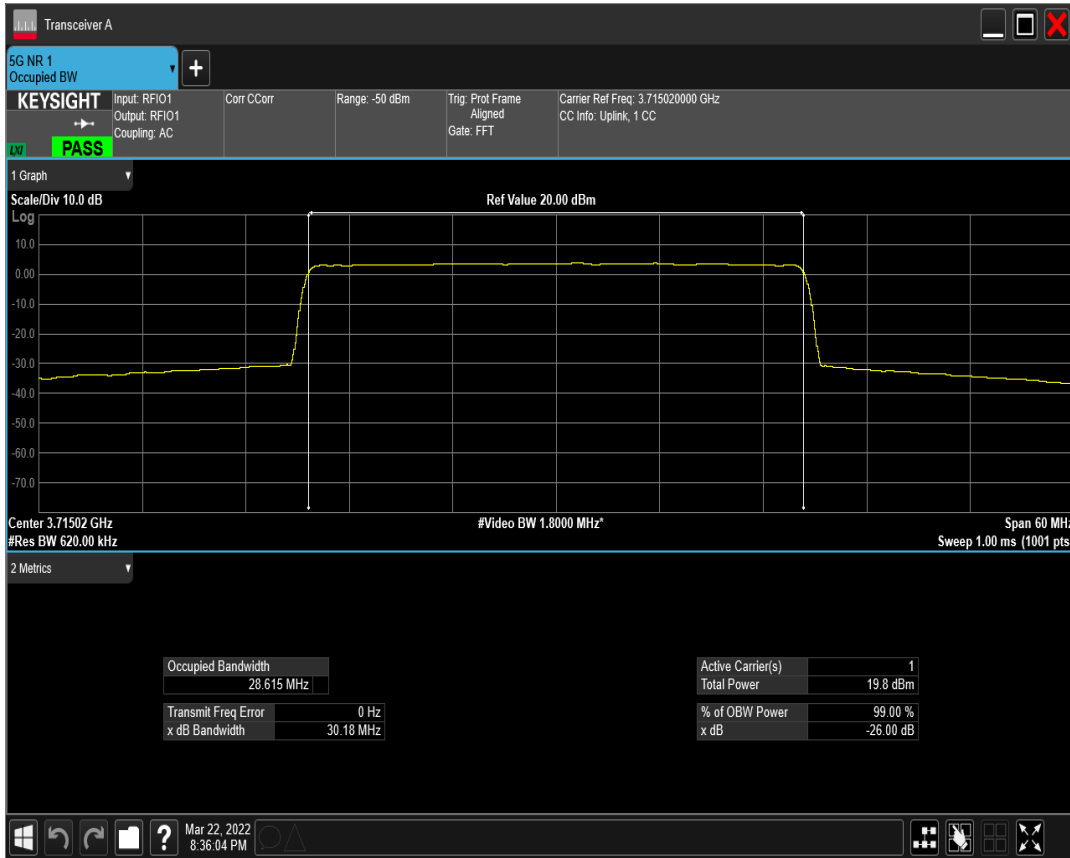 Transceiver A
5G NR 1
Occupied BW
+
KEYSIGHT
Input: RFIO1
Output: RFIO1
Coupling: AC
Corr CCorr
Range: -50 dBm
Trig: Prot Frame
Aligned
Gate: FFT
Carrier Ref Freq: 3.715020000 GHz
CC Info: Uplink, 1 CC
LXI
PASS
1 Graph
Scale/Div 10.0 dB
Ref Value 20.00 dBm
Log
10.0
0.00
-10.0
-20.0
-30.0
-40.0
-50.0
-60.0
-70.0
Center 3.71502 GHz
#Video BW 1.8000 MHz*
Span 60 MHz
#Res BW 620.00 kHz
Sweep 1.00 ms (1001 pts
2 Metrics
Occupied Bandwidth
28.615 MHz
Transmit Freq Error 0 Hz
x dB Bandwidth 30.18 MHz
Active Carrier(s) 1
Total Power 19.8 dBm
% of OBW Power 99.00 %
x dB -26.00 dB
?
Mar 22, 2022
8:36:04 PM